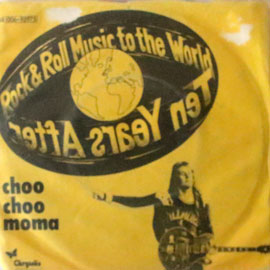 Rock & Roll Music to the World
Ten Years After
choo
choo
moma
Chrysalis